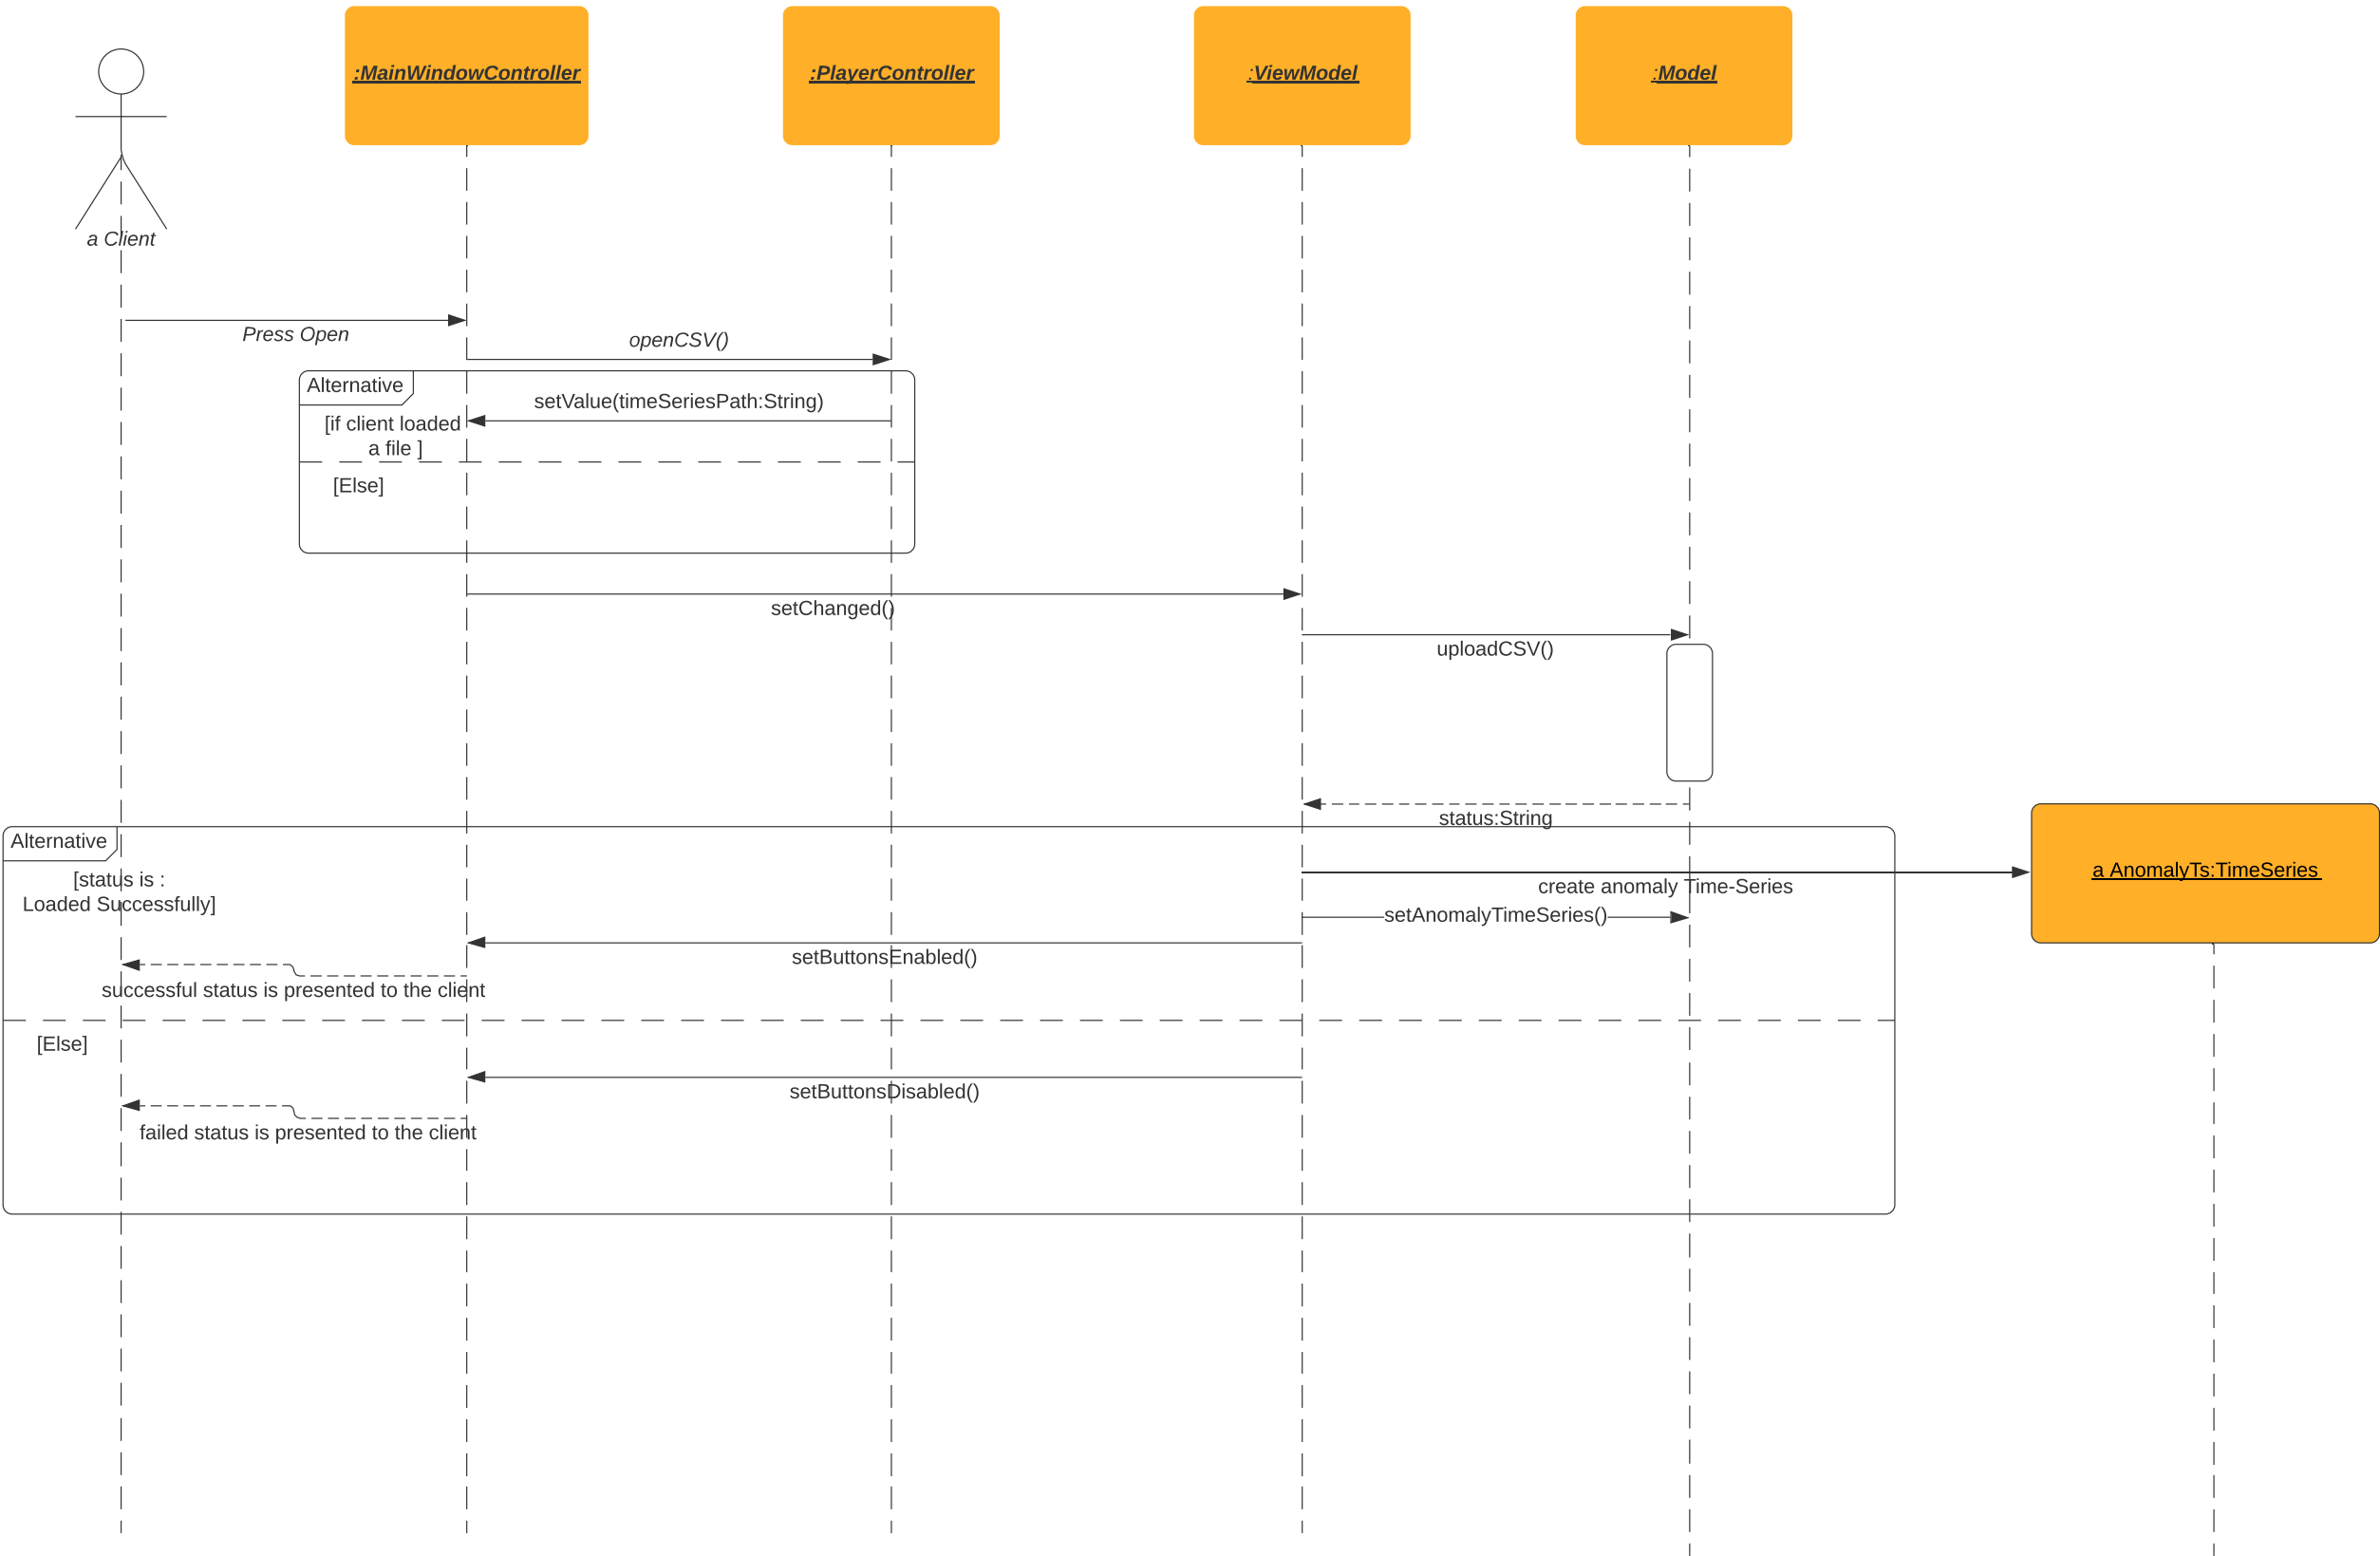 :MainWindowController
:PlayerController
:ViewModel
:Model
a Client
Press Open
openCSV()
Alternative
setValue(timeSeriesPath:String)
[if client loaded
a file ]
[Else]
setChanged()
uploadCSV()
status:String
Alternative
[status is :
Loaded Successfully]
a AnomalyTs:TimeSeries
create anomaly Time-Series
setAnomalyTimeSeries()
setButtonsEnabled()
successful status is presented to the client
[Else]
setButtonsDisabled()
failed status is presented to the client